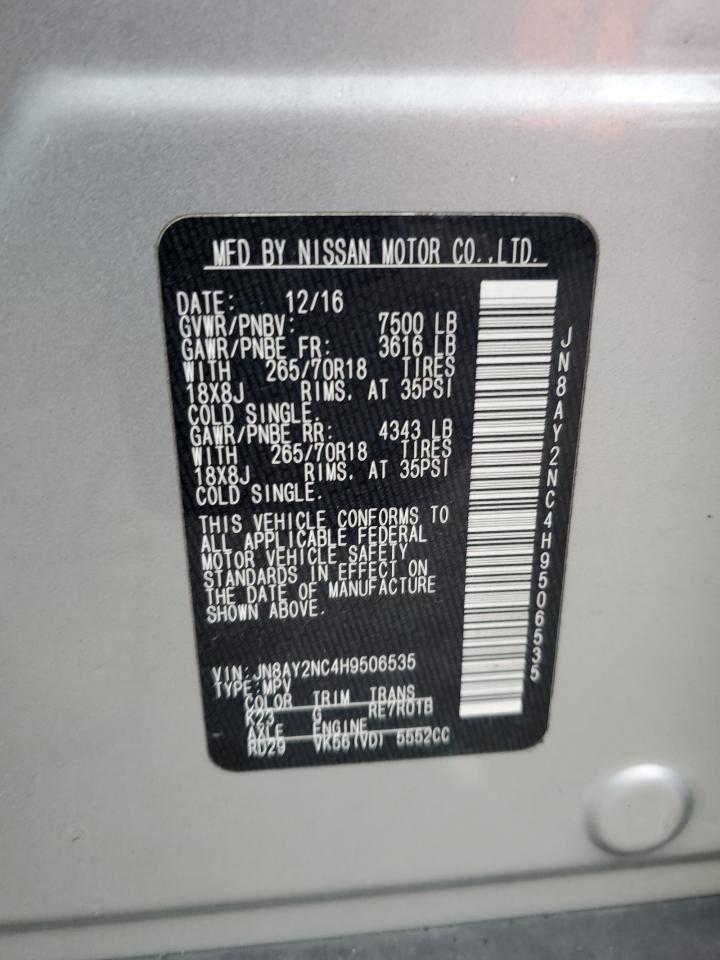 MFD BY NISSAN MOTOR CO.,LTD.
DATE: 12/16
GVWR/PNBV: 7500 LB
GAWR/PNBE FR: 3616 LB
WITH 265/70R18 TIRES
18X8J RIMS. AT 35PSI
COLD SINGLE.
GAWR/PNBE RR: 4343 LB
WITH 265/70R18 TIRES
18X8J RIMS. AT 35PSI
COLD SINGLE.
THIS VEHICLE CONFORMS TO
ALL APPLICABLE FEDERAL
MOTOR VEHICLE SAFETY
STANDARDS IN EFFECT ON
THE DATE OF MANUFACTURE
SHOWN ABOVE.
VIN:JN8AY2NC4H9506535
TYPE:MPV
COLOR TRIM TRANS
K23 G RE7R01B
AXLE ENGINE
RD29 VK56(VD) 5552CC
JN8AY2NC4H9506535